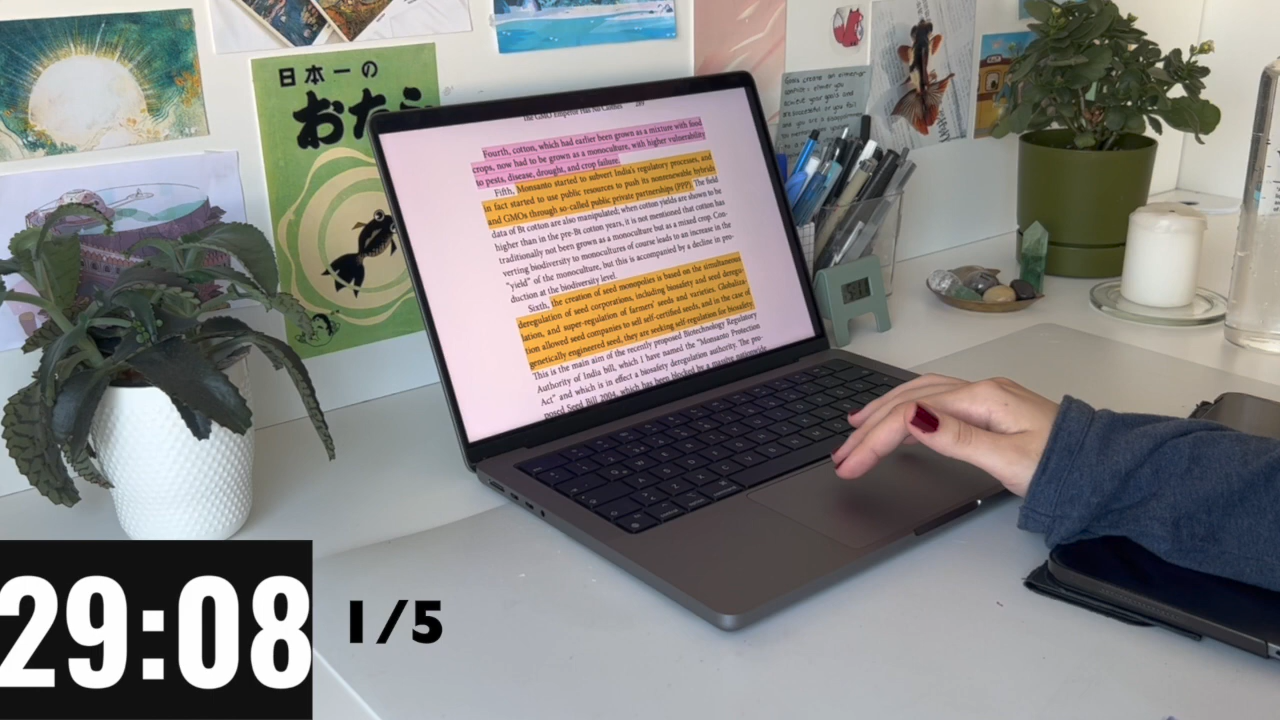 日本一の
おなら
the GMO Emperor Has No Clothes 289
Fourth, cotton, which had earlier been grown as a mixture with food
crops, now had to be grown as a monoculture, with higher vulnerability
to pests, disease, drought, and crop failure.
Fifth, Monsanto started to subvert India's regulatory processes, and
in fact started to use public resources to push its nonrenewable hybrids
and GMOs through so-called public private partnerships (PPP). The field
data of Bt cotton are also manipulated; when cotton yields are shown to be
higher than in the pre-Bt cotton years, it is not mentioned that cotton has
traditionally not been grown as a monoculture but as a mixed crop. Con-
verting biodiversity to monocultures of course leads to an increase in the
"yield" of the monoculture, but this is accompanied by a decline in pro-
duction at the biodiversity level.
Sixth, the creation of seed monopolies is based on the simultaneous
deregulation of seed corporations, including biosafety and seed deregu-
lation, and super-regulation of farmers' seeds and varieties. Globaliza-
tion allowed seed companies to sell self-certified seeds, and in the case of
genetically engineered seed, they are seeking self-regulation for biosafety.
This is the main aim of the recently proposed Biotechnology Regulatory
Authority of India bill, which I have named the "Monsanto Protection
Act" and which is in effect a biosafety deregulation authority. The pro-
posed Seed Bill 2004, which has been blocked by a massive nationwide
29:08
1/5